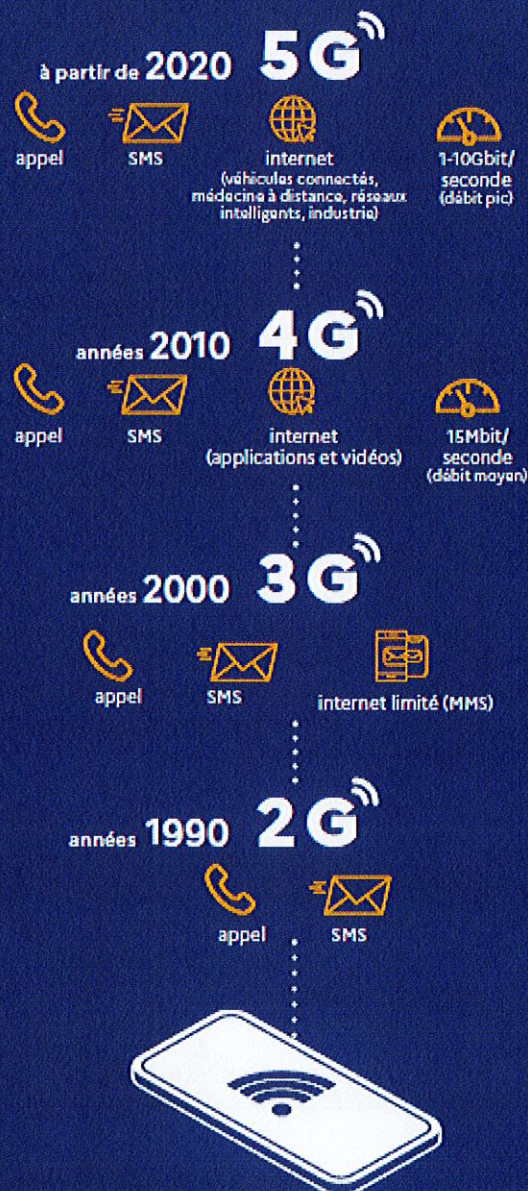 à partir de 2020 5G
appel
SMS
internet
(véhicules connectés,
médecine à distance, réseaux
intelligents, industrie)
1-10Gbit/
seconde
(débit pic)
années 2010 4G
appel
SMS
internet
(applications et vidéos)
15Mbit/
seconde
(débit moyen)
années 2000 3G
appel
SMS
internet limité (MMS)
années 1990 2G
appel
SMS